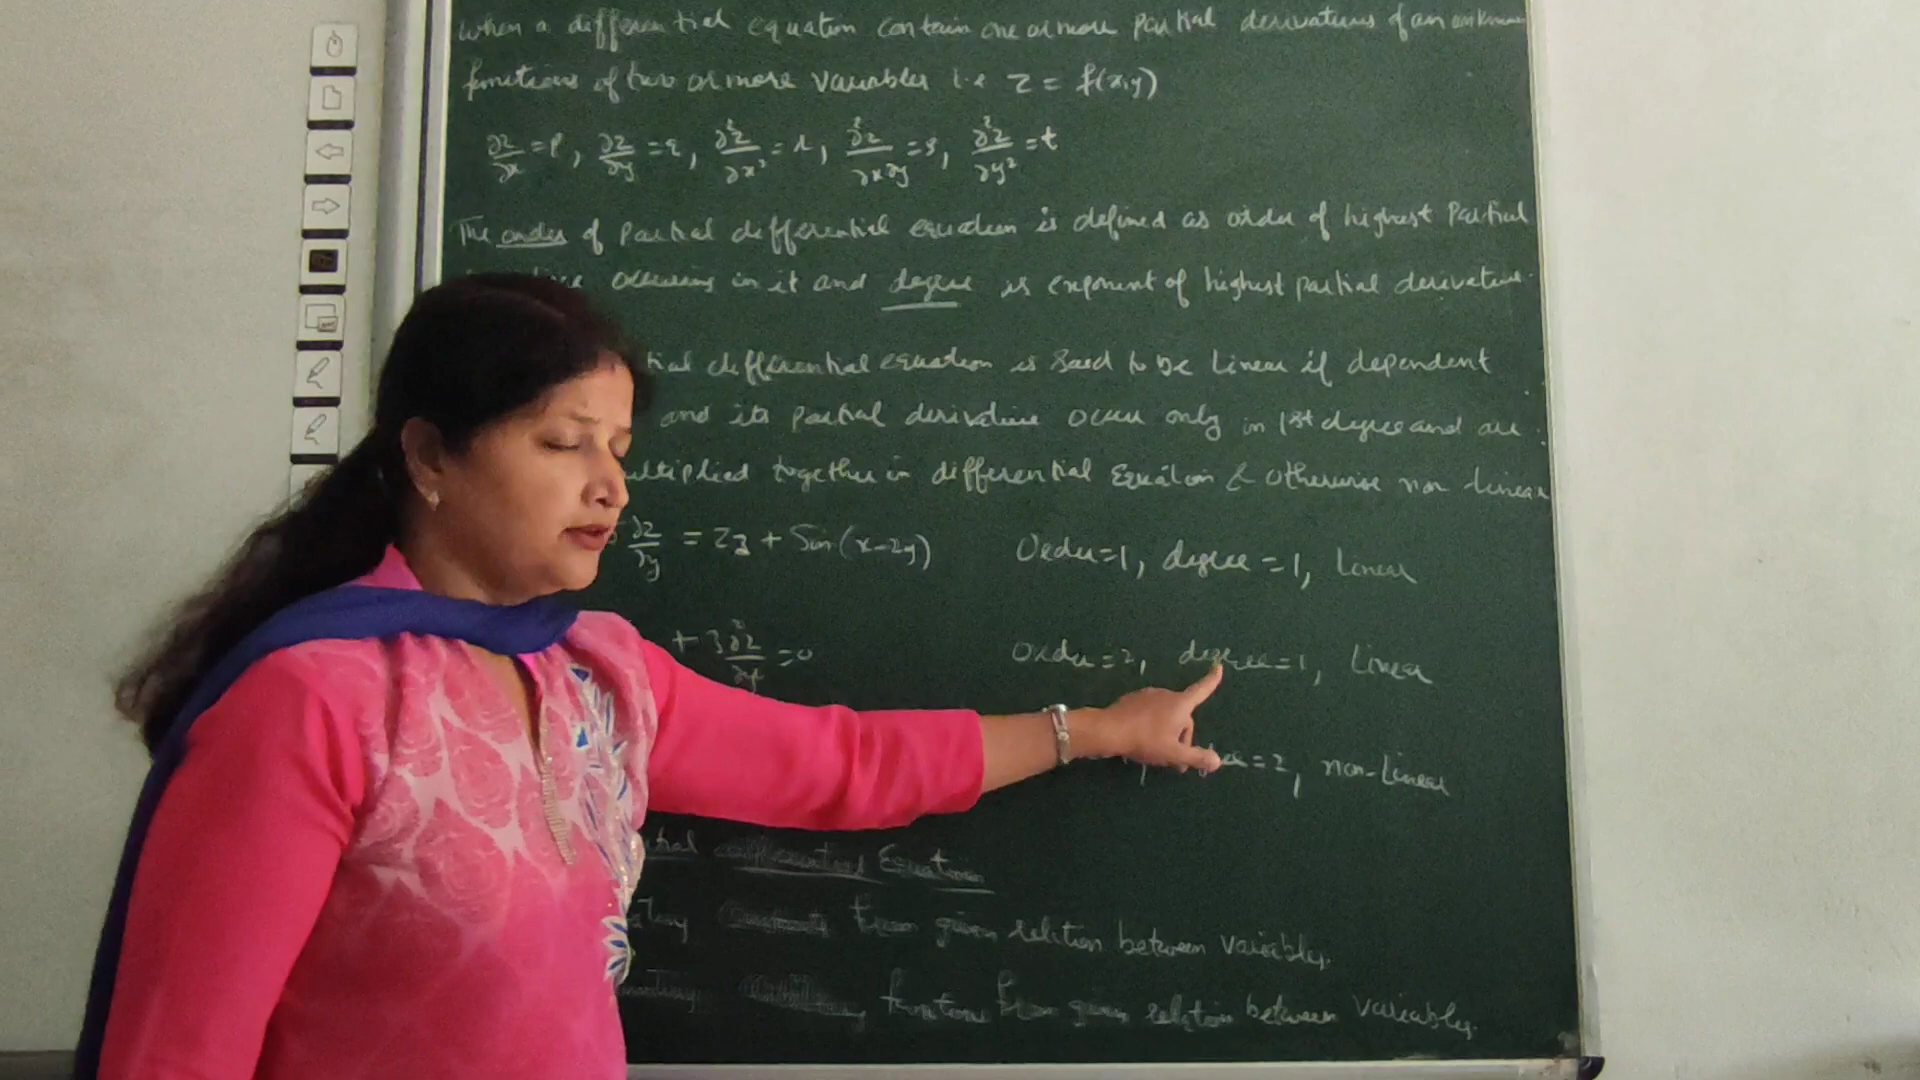 When a differential equation contain one or more partial derivatives of an unknown
functions of two or more variables i.e z = f(x,y)
∂z/∂x = p, ∂z/∂y = q, ∂²z/∂x² = r, ∂²z/∂x∂y = s, ∂²z/∂y² = t
The order of Partial differential equation is defined as order of highest Partial
occuring in it and degree is exponent of highest partial derivative.
tial differential equation is said to be Linear if dependent
and its partial derivative occur only in 1st degree and are
ultiplied together in differential Equation & otherwise non linear
∂z/∂y = 2z + Sin(x-2y) Order=1, degree=1, Linear
+ 3∂²z/∂y² = 0 Order=2, degree=1, Linear
=2, non-Linear
Equation
from given relation between variables.
functions from given relation between variables.